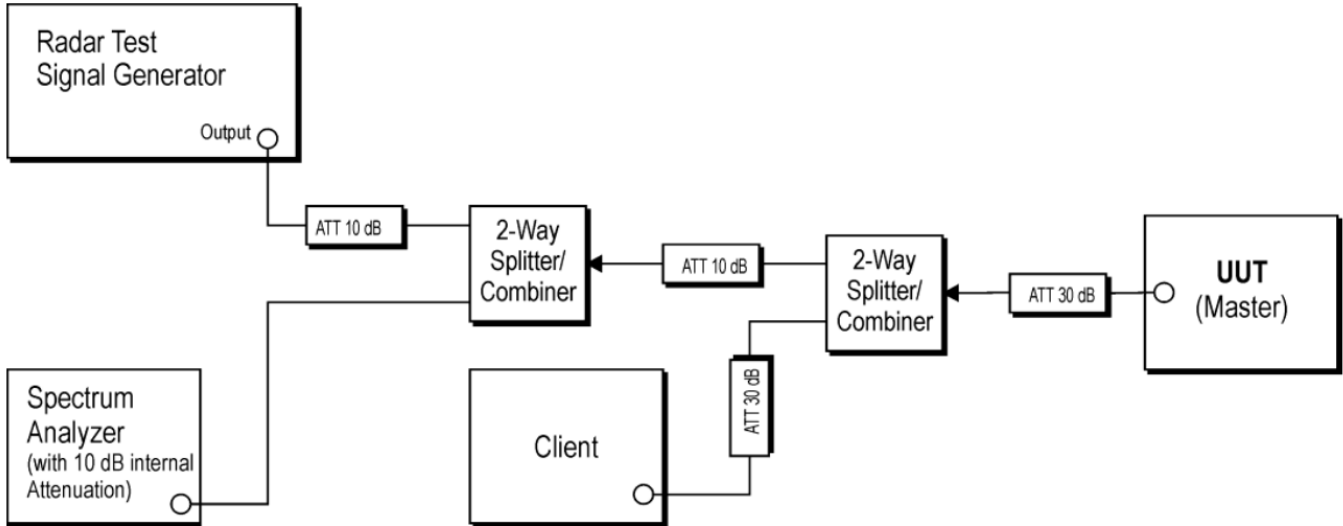 Radar Test
Signal Generator
Output
ATT 10 dB
2-Way
Splitter/
Combiner
ATT 10 dB
2-Way
Splitter/
Combiner
ATT 30 dB
UUT
(Master)
Spectrum
Analyzer
(with 10 dB internal
Attenuation)
Client
ATT 30 dB